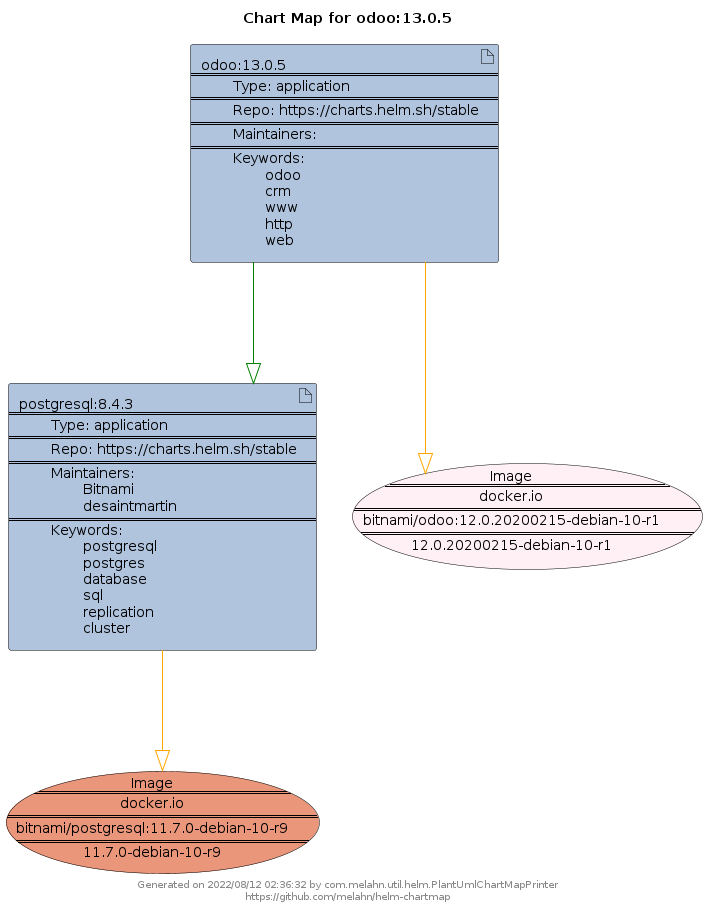 Chart Map for odoo:13.0.5
odoo:13.0.5
Type: application
Repo: https://charts.helm.sh/stable
Maintainers:
Keywords:
odoo
crm
www
http
web
postgresql:8.4.3
Type: application
Repo: https://charts.helm.sh/stable
Maintainers:
Bitnami
desaintmartin
Keywords:
postgresql
postgres
database
sql
replication
cluster
Image
docker.io
bitnami/odoo:12.0.20200215-debian-10-r1
12.0.20200215-debian-10-r1
Image
docker.io
bitnami/postgresql:11.7.0-debian-10-r9
11.7.0-debian-10-r9
Generated on 2022/08/12 02:36:32 by com.melahn.util.helm.PlantUmlChartMapPrinter
https://github.com/melahn/helm-chartmap